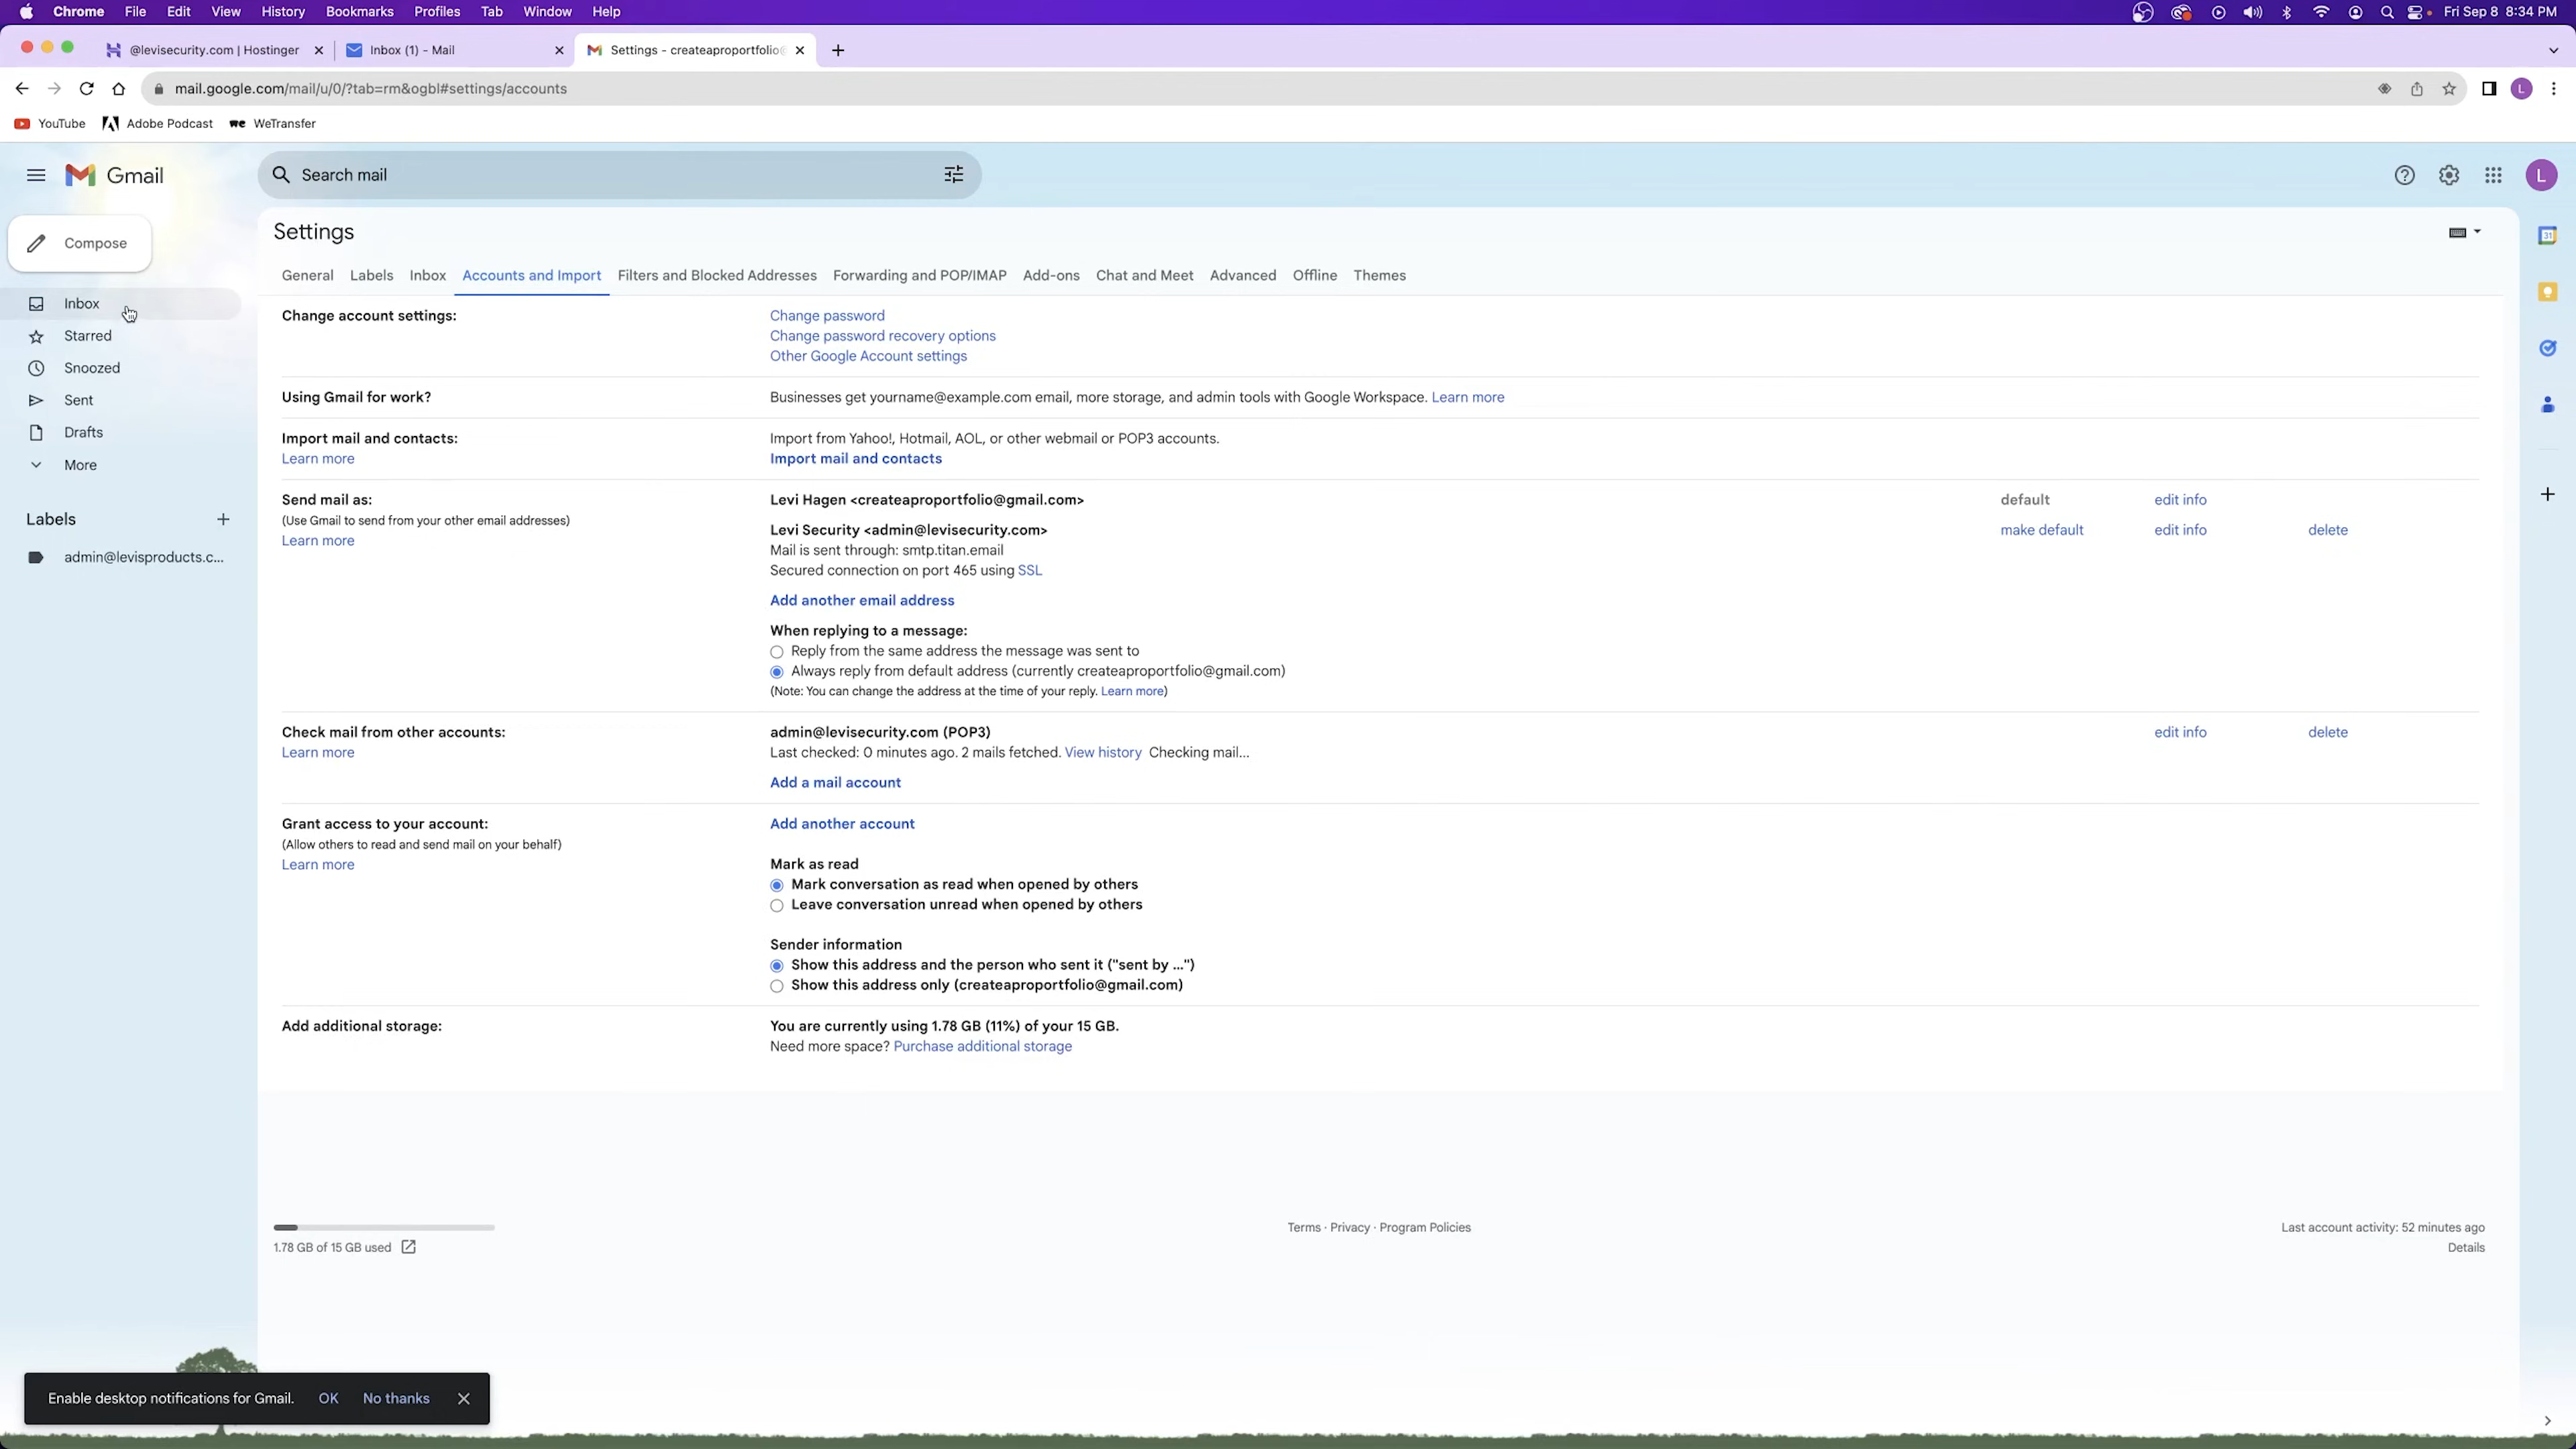 Chrome File Edit View History Bookmarks Profiles Tab Window Help Fri Sep 8 8:34 PM
@levisecurity.com | Hostinger Inbox (1) - Mail Settings - createaproportfolio@
mail.google.com/mail/u/0/?tab=rm&ogbl#settings/accounts L
YouTube Adobe Podcast WeTransfer
Gmail Search mail L
Compose
Inbox
Starred
Snoozed
Sent
Drafts
More
Labels
admin@levisproducts.c...
Settings
General Labels Inbox Accounts and Import Filters and Blocked Addresses Forwarding and POP/IMAP Add-ons Chat and Meet Advanced Offline Themes
Change account settings: Change password
Change password recovery options
Other Google Account settings
Using Gmail for work? Businesses get yourname@example.com email, more storage, and admin tools with Google Workspace. Learn more
Import mail and contacts: Import from Yahoo!, Hotmail, AOL, or other webmail or POP3 accounts.
Learn more Import mail and contacts
Send mail as: Levi Hagen <createaproportfolio@gmail.com> default edit info
(Use Gmail to send from your other email addresses)
Learn more
Levi Security <admin@levisecurity.com> make default edit info delete
Mail is sent through: smtp.titan.email
Secured connection on port 465 using SSL
Add another email address
When replying to a message:
Reply from the same address the message was sent to
Always reply from default address (currently createaproportfolio@gmail.com)
(Note: You can change the address at the time of your reply. Learn more)
Check mail from other accounts: admin@levisecurity.com (POP3) edit info delete
Learn more Last checked: 0 minutes ago. 2 mails fetched. View history Checking mail...
Add a mail account
Grant access to your account: Add another account
(Allow others to read and send mail on your behalf)
Learn more
Mark as read
Mark conversation as read when opened by others
Leave conversation unread when opened by others
Sender information
Show this address and the person who sent it ("sent by ...")
Show this address only (createaproportfolio@gmail.com)
Add additional storage: You are currently using 1.78 GB (11%) of your 15 GB.
Need more space? Purchase additional storage
1.78 GB of 15 GB used
Terms · Privacy · Program Policies
Last account activity: 52 minutes ago
Details
Enable desktop notifications for Gmail. OK No thanks
31